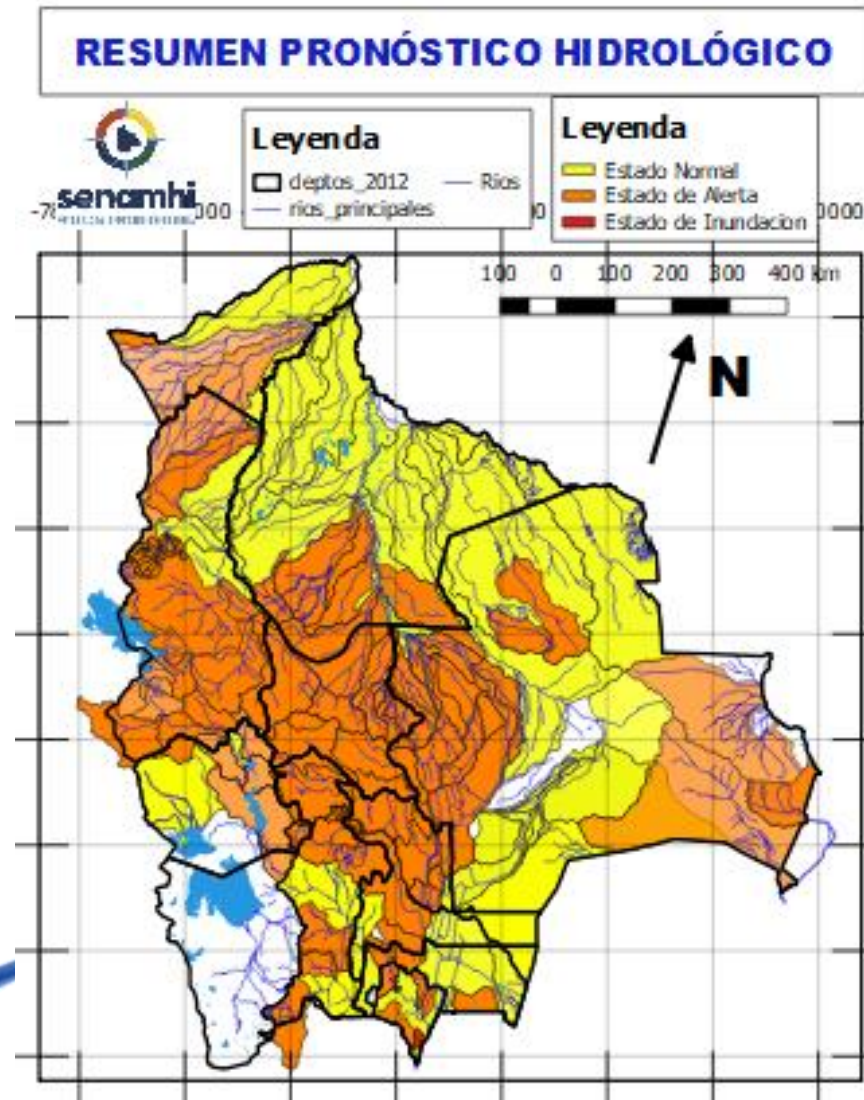 RESUMEN PRONÓSTICO HIDROLÓGICO
senamhi
Leyenda
deptos_2012
Rios
rios_principales
Leyenda
Estado Normal
Estado de Alerta
Estado de Inundacion
100 0 100 200 300 400 km
N